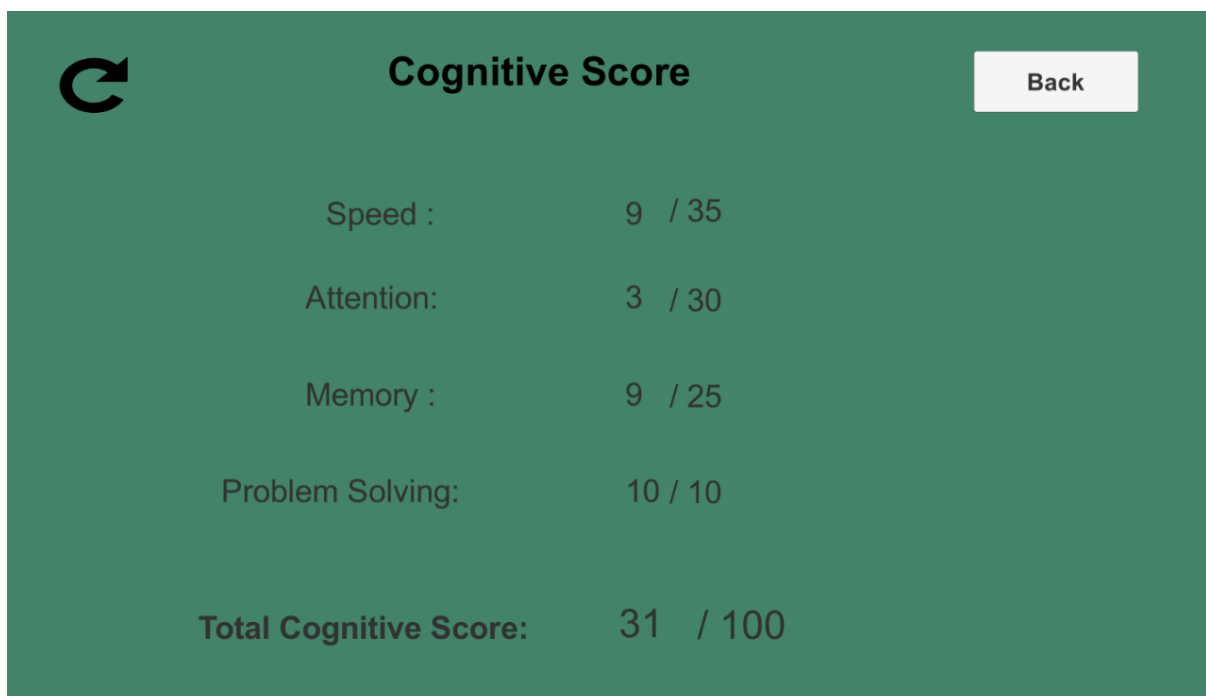 Cognitive Score
Back
Speed : 9 / 35
Attention: 3 / 30
Memory : 9 / 25
Problem Solving: 10 / 10
Total Cognitive Score: 31 / 100